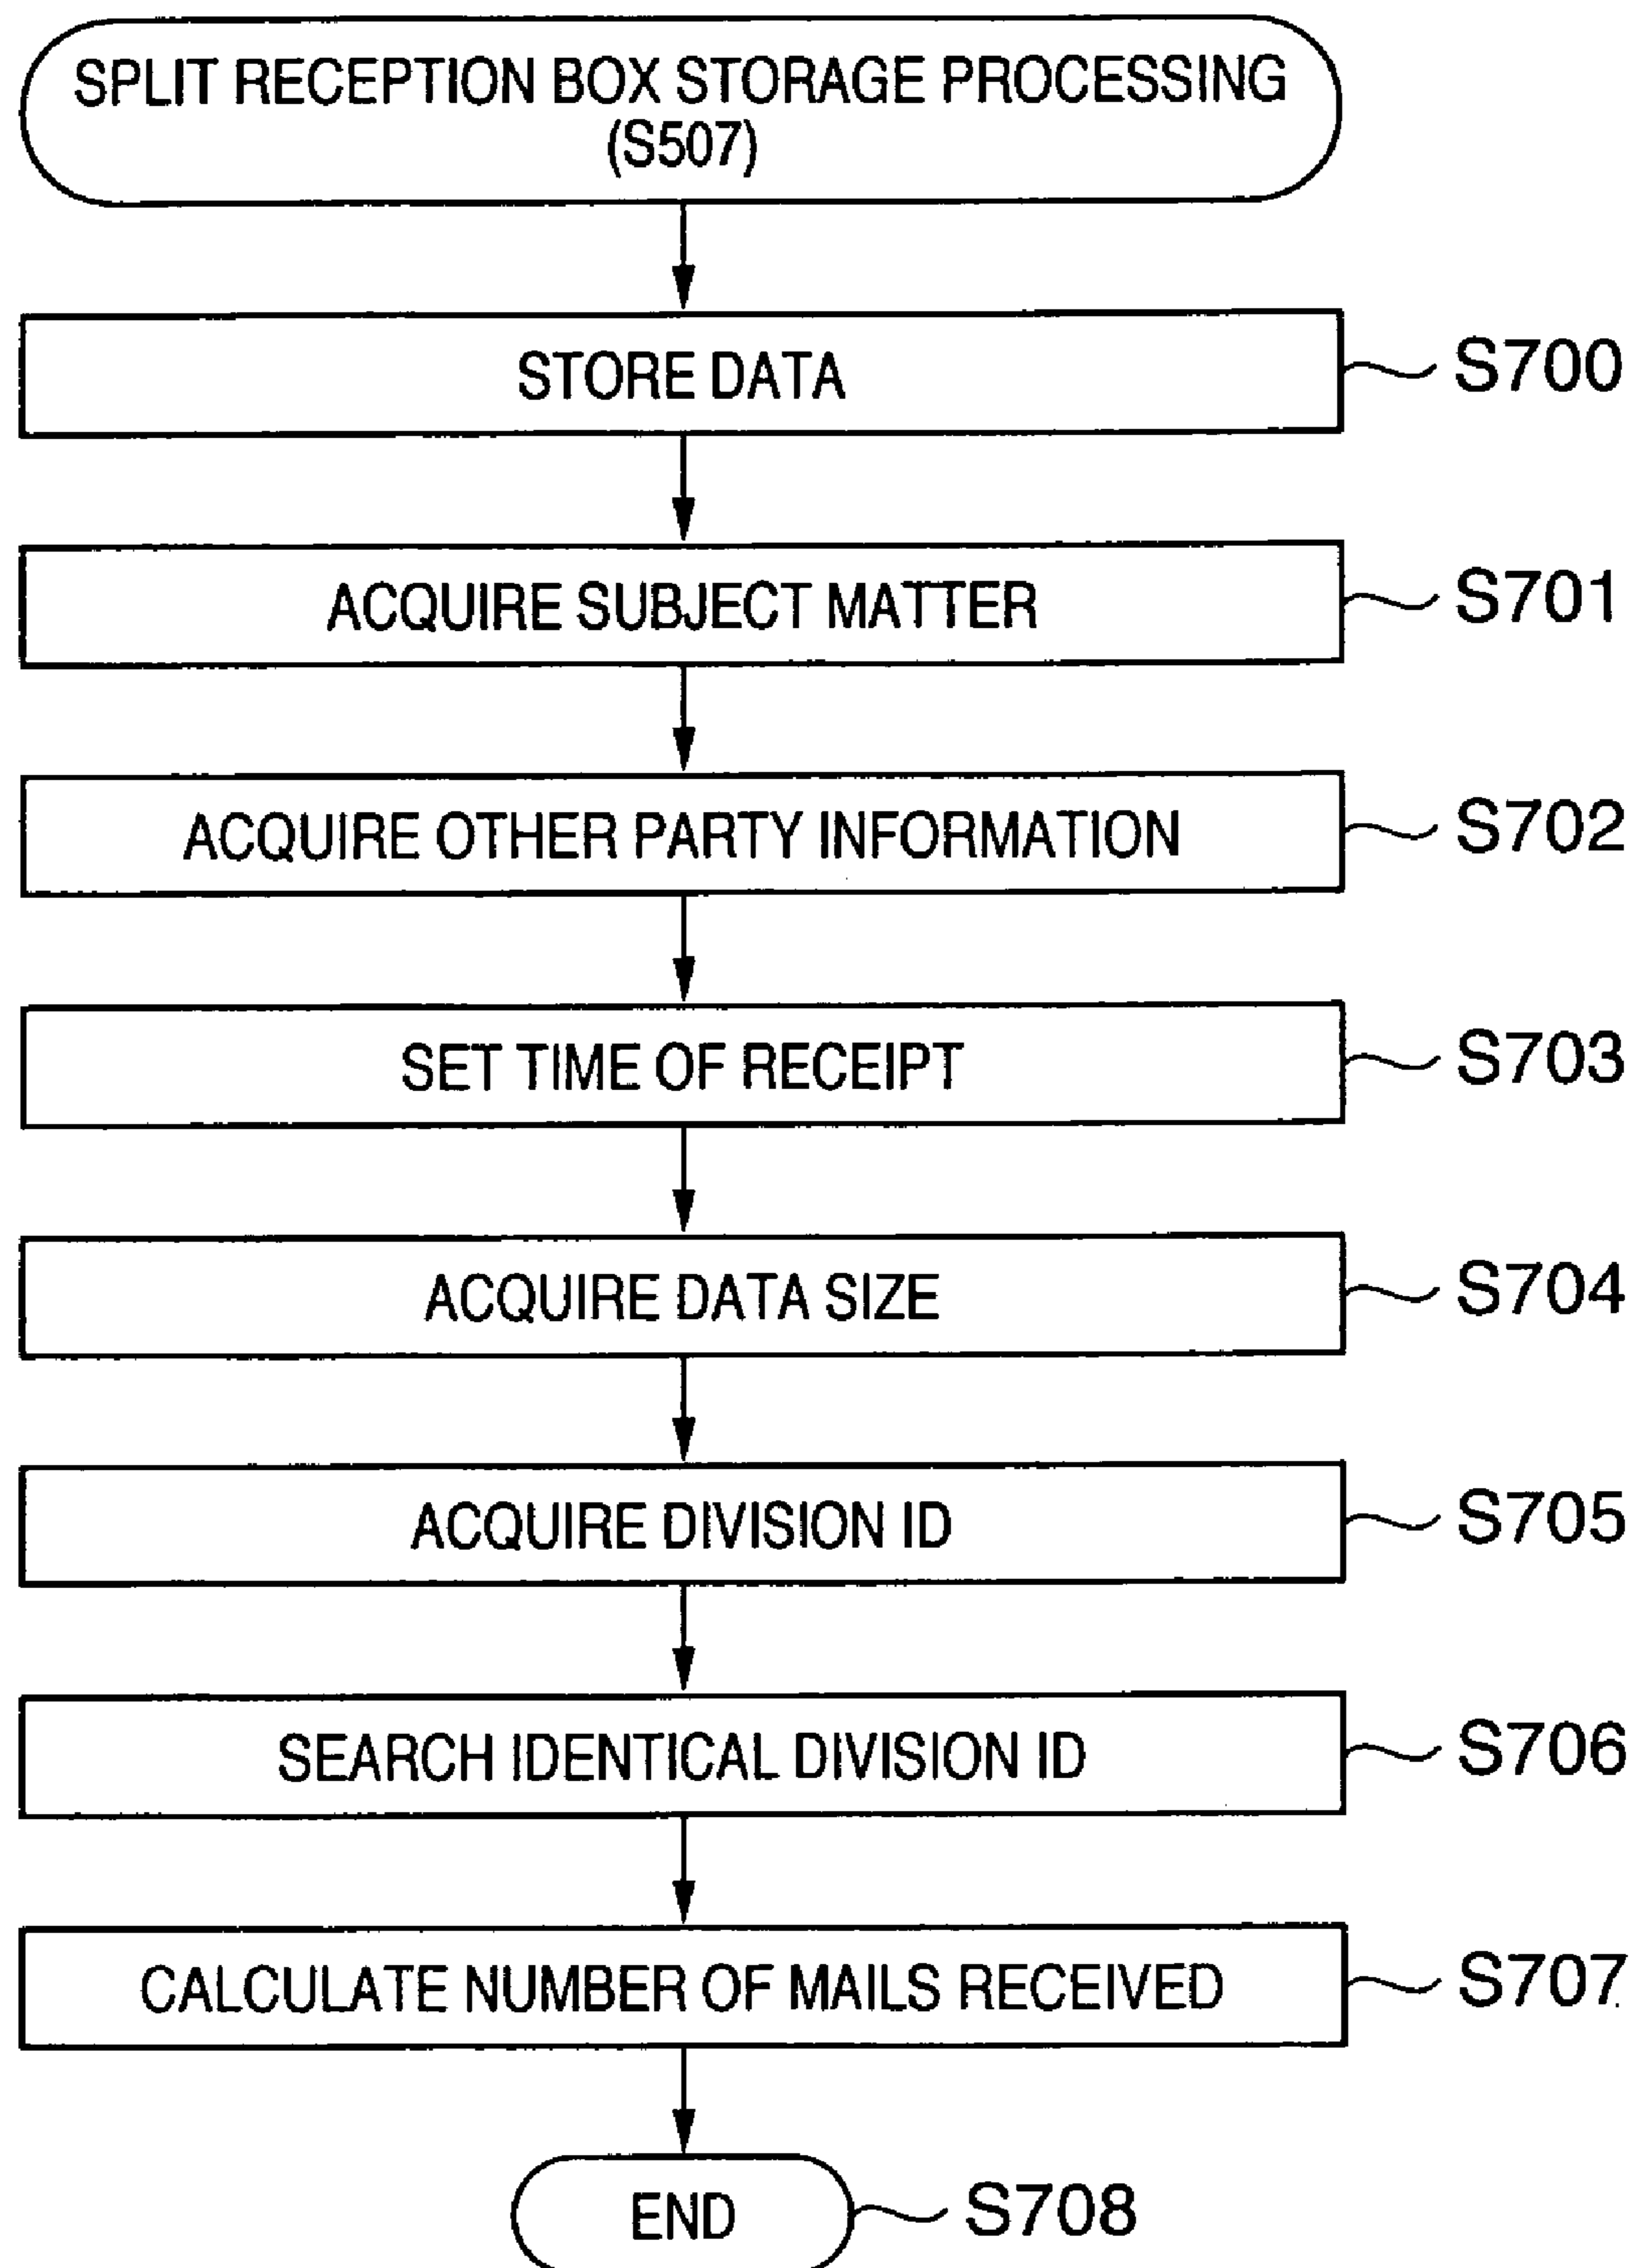 SPLIT RECEPTION BOX STORAGE PROCESSING
(S507)
STORE DATA
S700
ACQUIRE SUBJECT MATTER
S701
ACQUIRE OTHER PARTY INFORMATION
S702
SET TIME OF RECEIPT
S703
ACQUIRE DATA SIZE
S704
ACQUIRE DIVISION ID
S705
SEARCH IDENTICAL DIVISION ID
S706
CALCULATE NUMBER OF MAILS RECEIVED
S707
END
S708